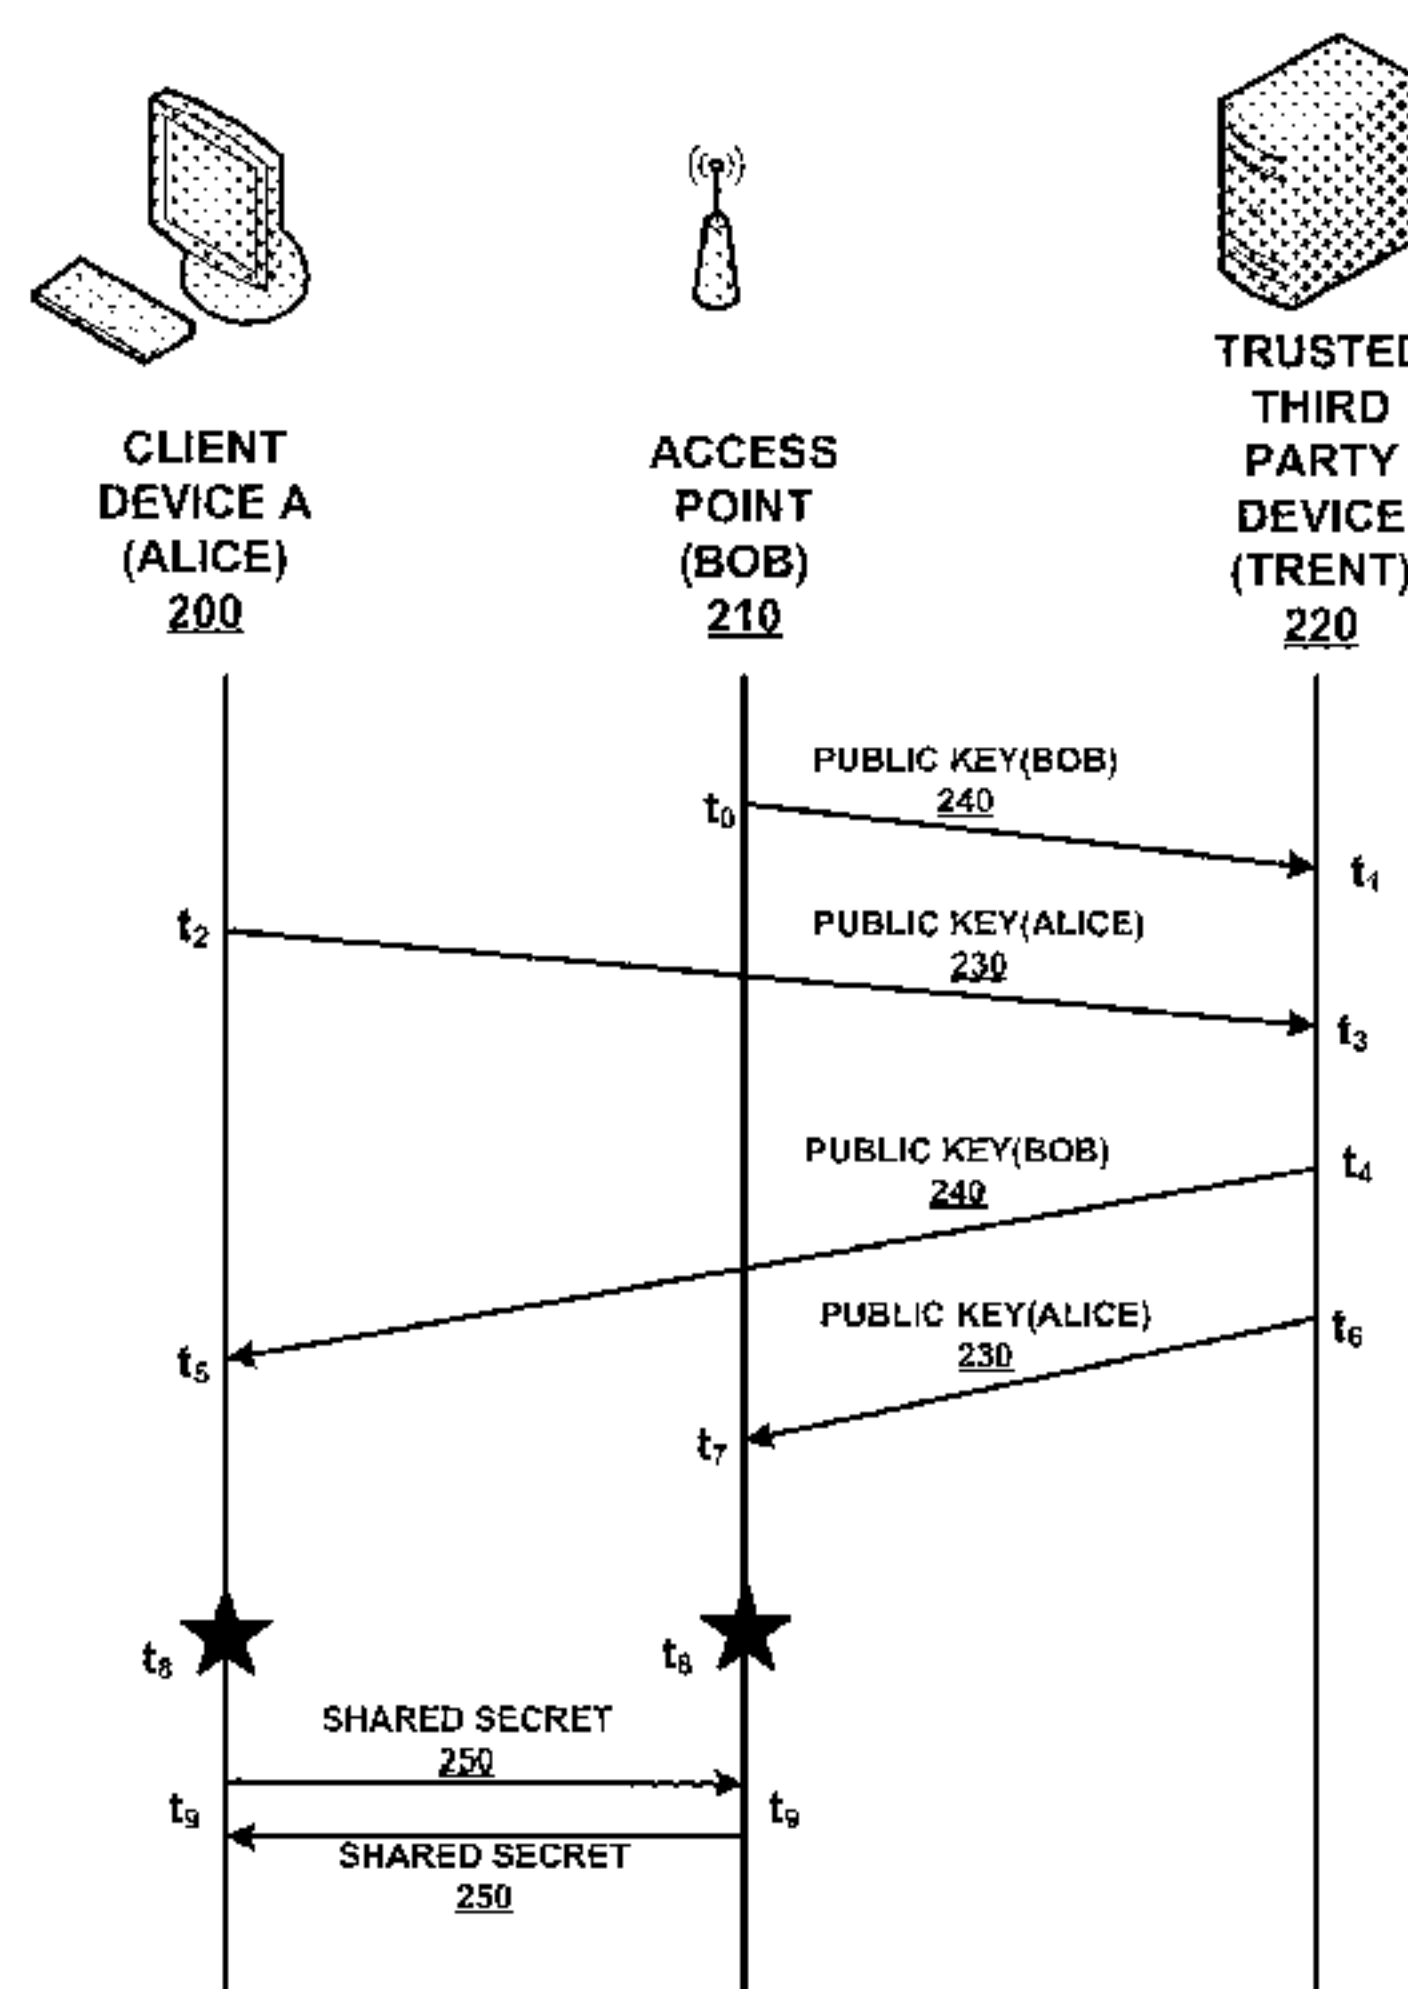 CLIENT
DEVICE A
(ALICE)
200
ACCESS
POINT
(BOB)
210
TRUSTED
THIRD
PARTY
DEVICE
(TRENT)
220
PUBLIC KEY(BOB)
240
t0
t1
PUBLIC KEY(ALICE)
230
t2
t3
PUBLIC KEY(BOB)
240
t4
t5
PUBLIC KEY(ALICE)
230
t6
t7
t8
t8
SHARED SECRET
250
t9
t9
SHARED SECRET
250